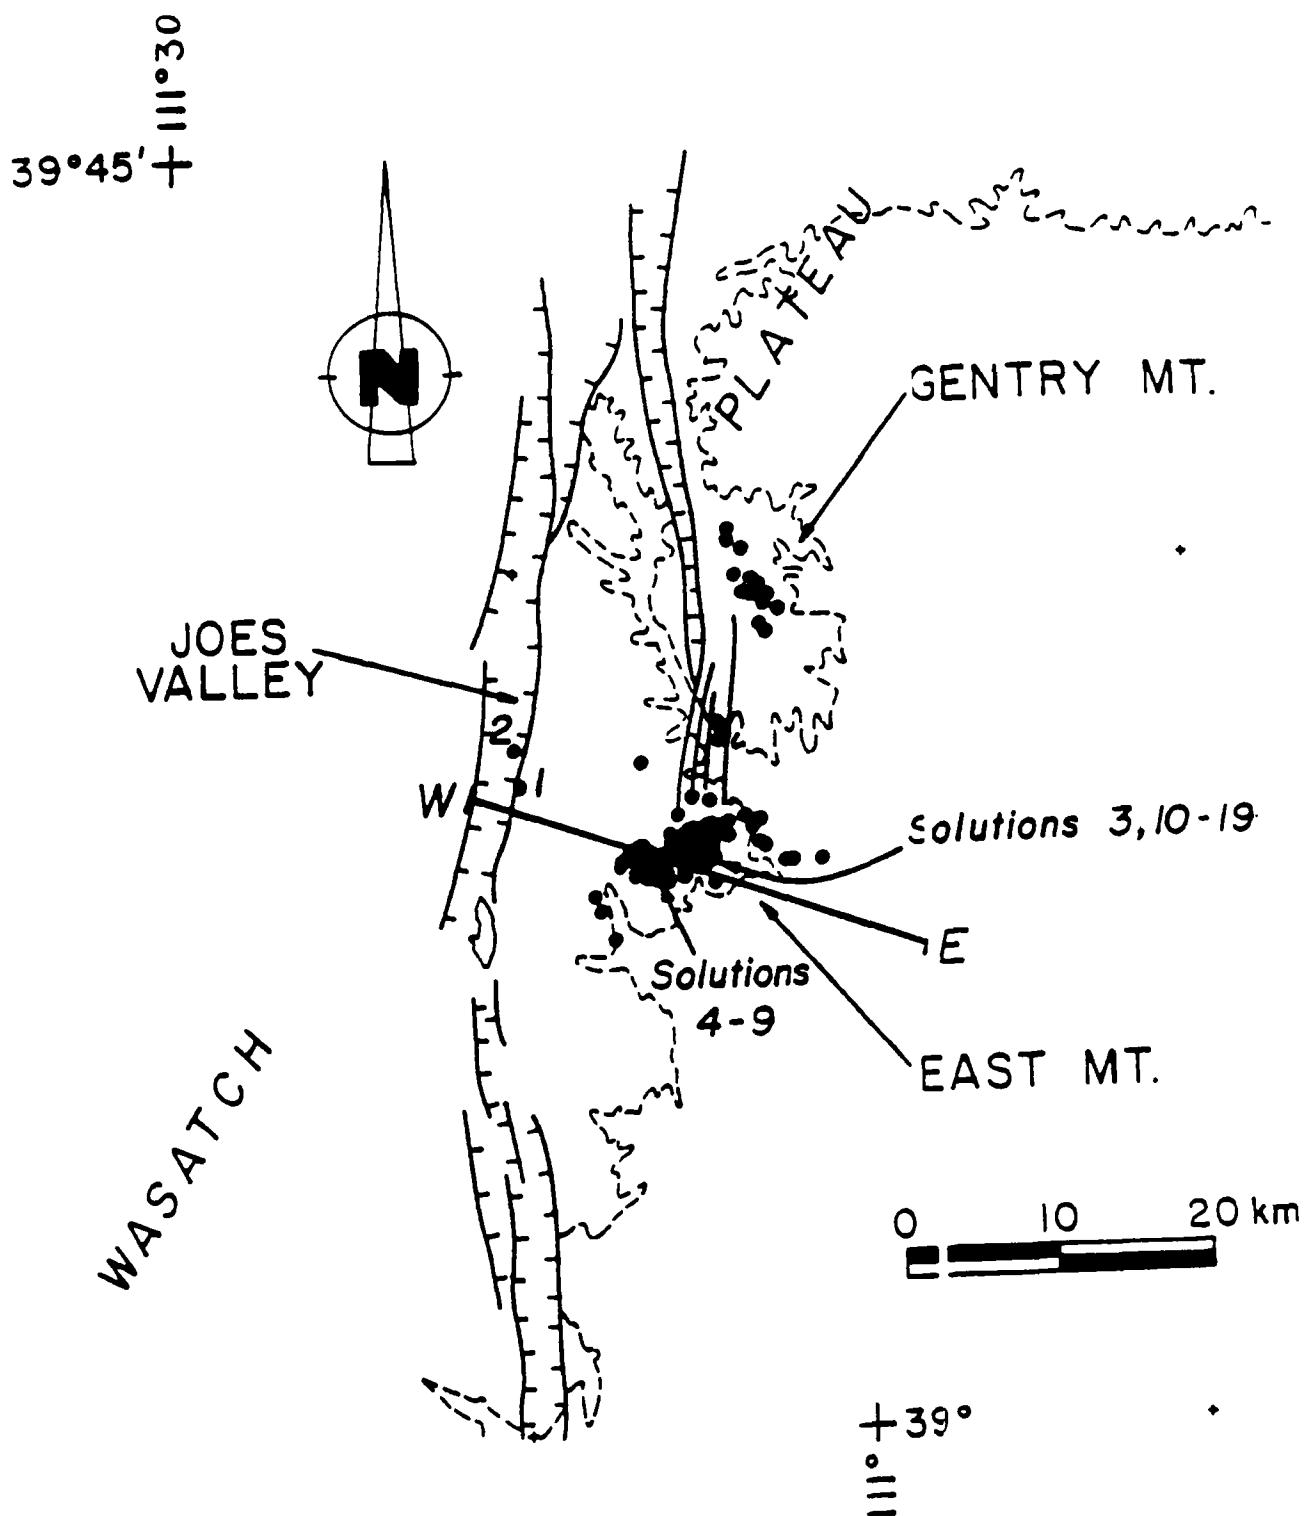 111°30
39°45'
PLATEAU
N
GENTRY MT.
JOES
VALLEY
2
1
W
Solutions 3,10-19
E
Solutions
4-9
EAST MT.
WASATCH
0 10 20 km
39°
111°